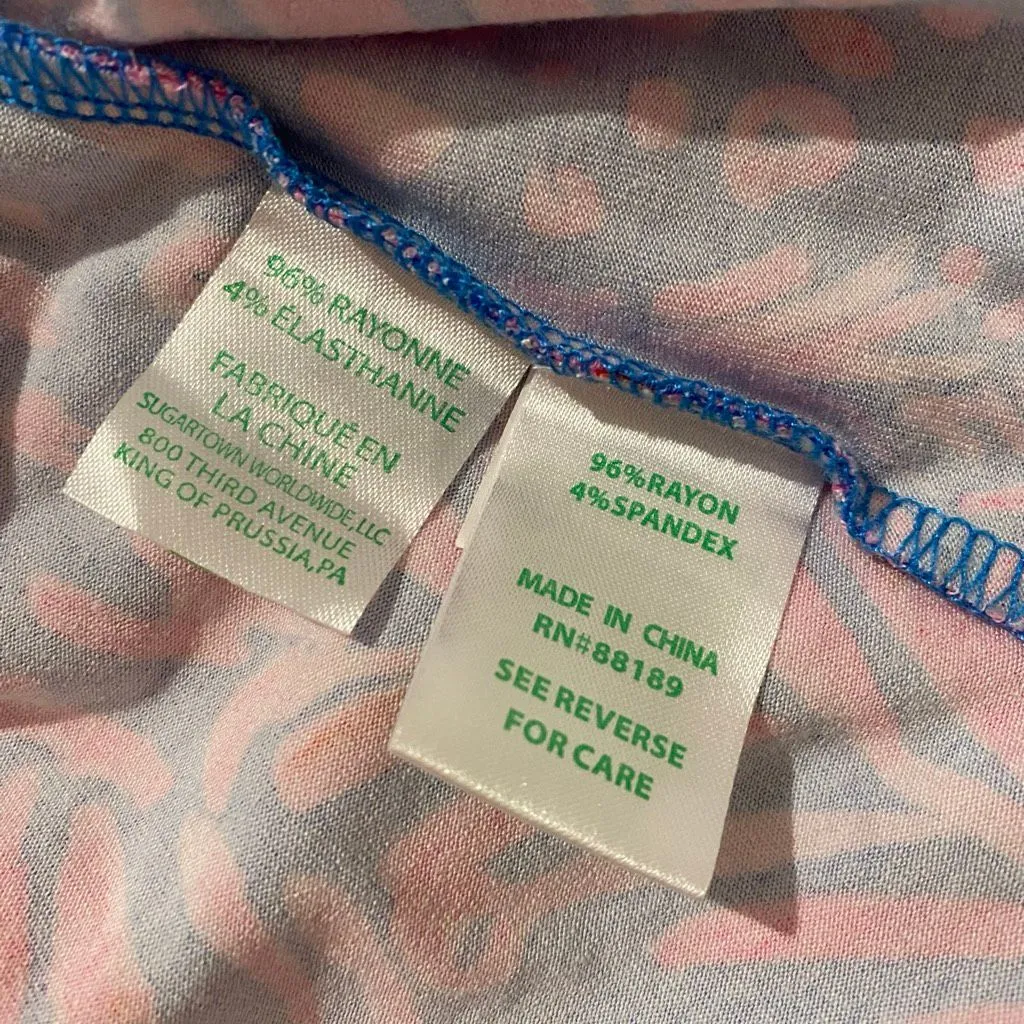 96% RAYONNE
4% ÉLASTHANNE
FABRIQUÉ EN
LA CHINE
SUGARTOWN WORLDWIDE,LLC
800 THIRD AVENUE
KING OF PRUSSIA,PA
96%RAYON
4%SPANDEX
MADE IN CHINA
RN#88189
SEE REVERSE
FOR CARE